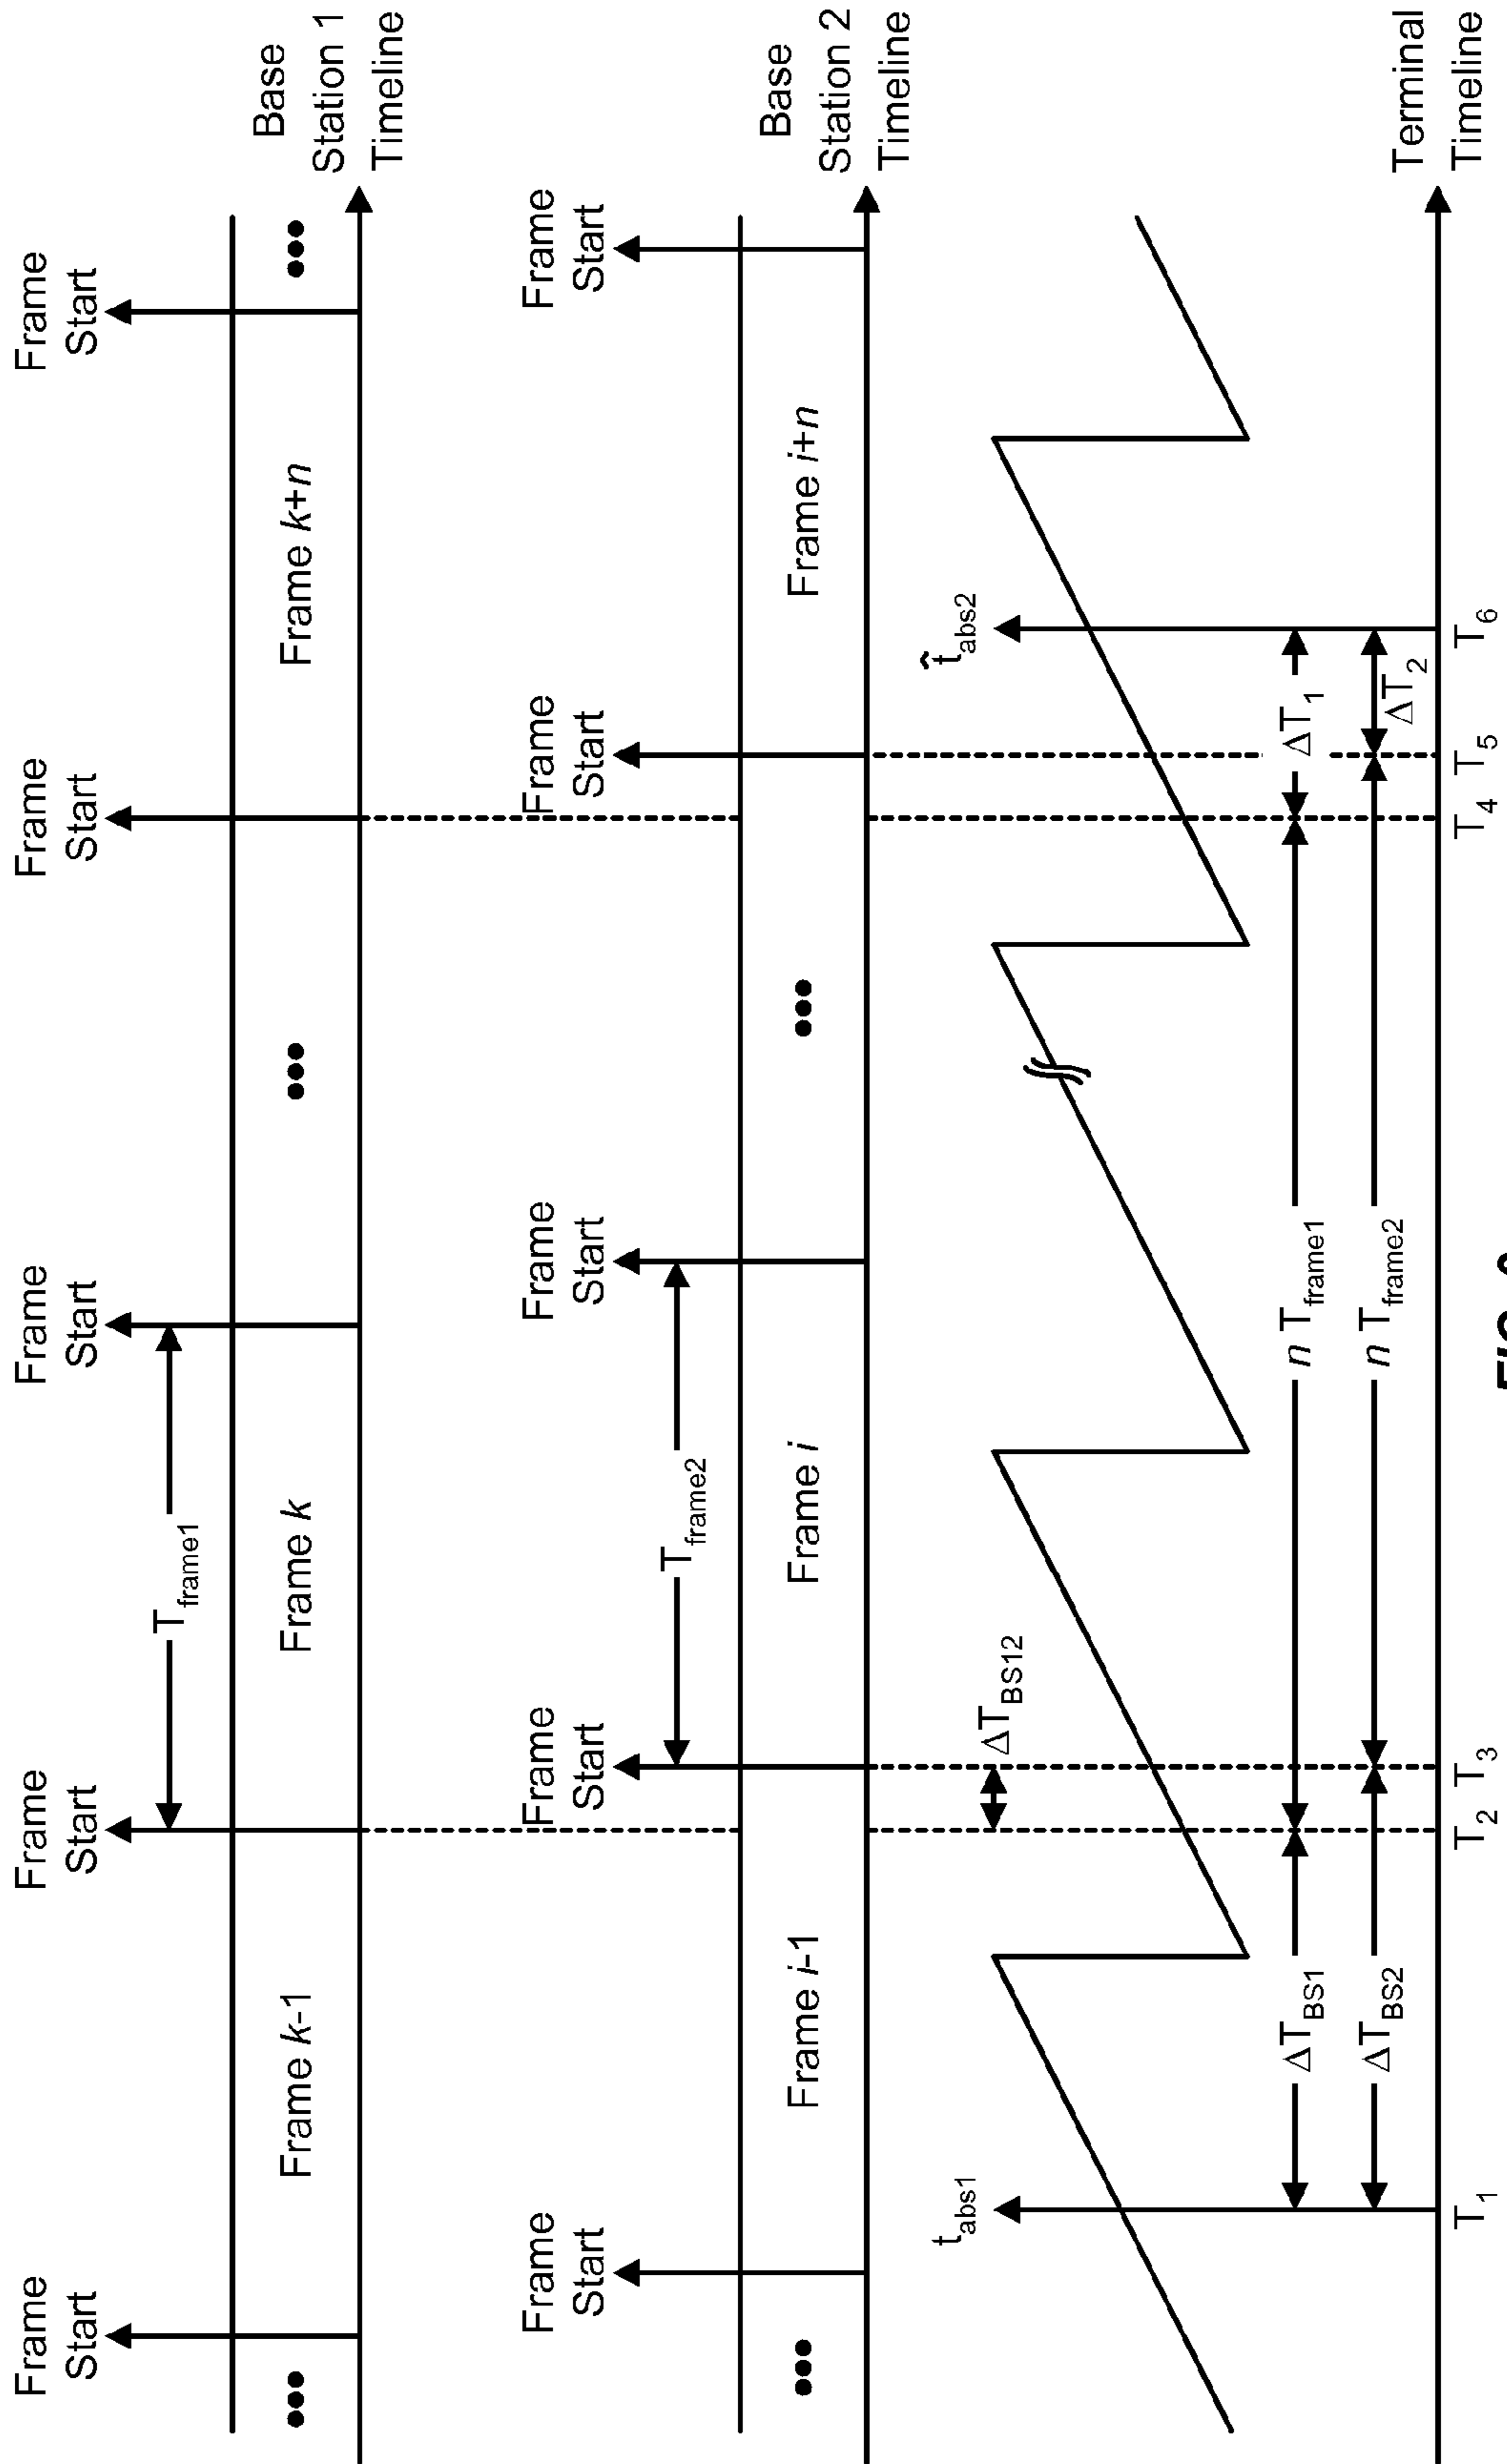 Frame
Start
Frame
Start
Frame
Start
Frame
Start
Frame
Start
T_frame1
•••
Frame k-1
Frame k
•••
Frame k+n
•••
Base
Station 1
Timeline
Frame
Start
Frame
Start
Frame
Start
Frame
Start
Frame
Start
T_frame2
•••
Frame i-1
Frame i
•••
Frame i+n
Base
Station 2
Timeline
t_abs1
ΔT_BS12
t̂_abs2
ΔT_BS1
n T_frame1
ΔT_1
ΔT_BS2
n T_frame2
ΔT_2
Terminal
Timeline
T_1
T_2
T_3
T_4
T_5
T_6
FIG.